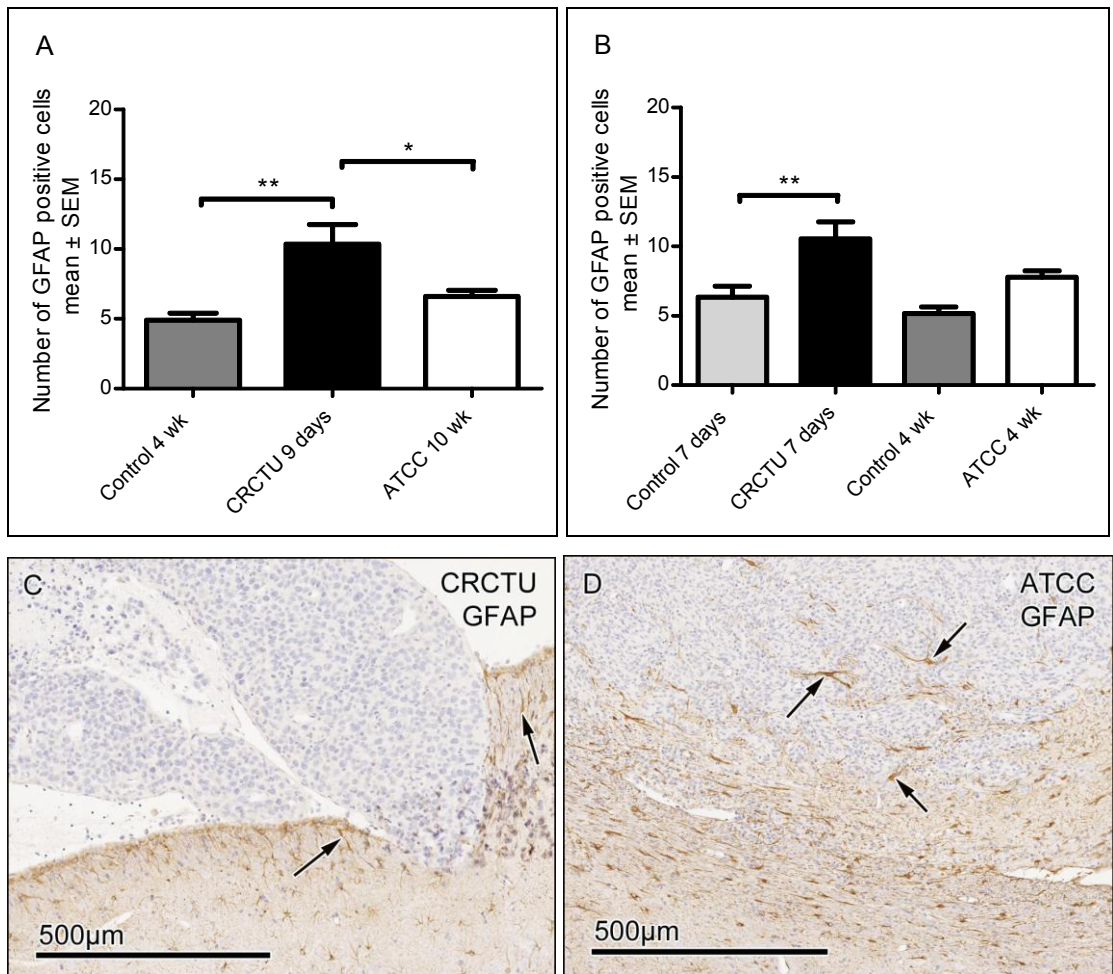 A
Number of GFAP positive cells
mean ± SEM
20
15
10
5
0
**
*
Control 4 wk
CRCTU 9 days
ATCC 10 wk
B
Number of GFAP positive cells
mean ± SEM
20
15
10
5
0
**
Control 7 days
CRCTU 7 days
Control 4 wk
ATCC 4 wk
C
CRCTU
GFAP
500µm
D
ATCC
GFAP
500µm